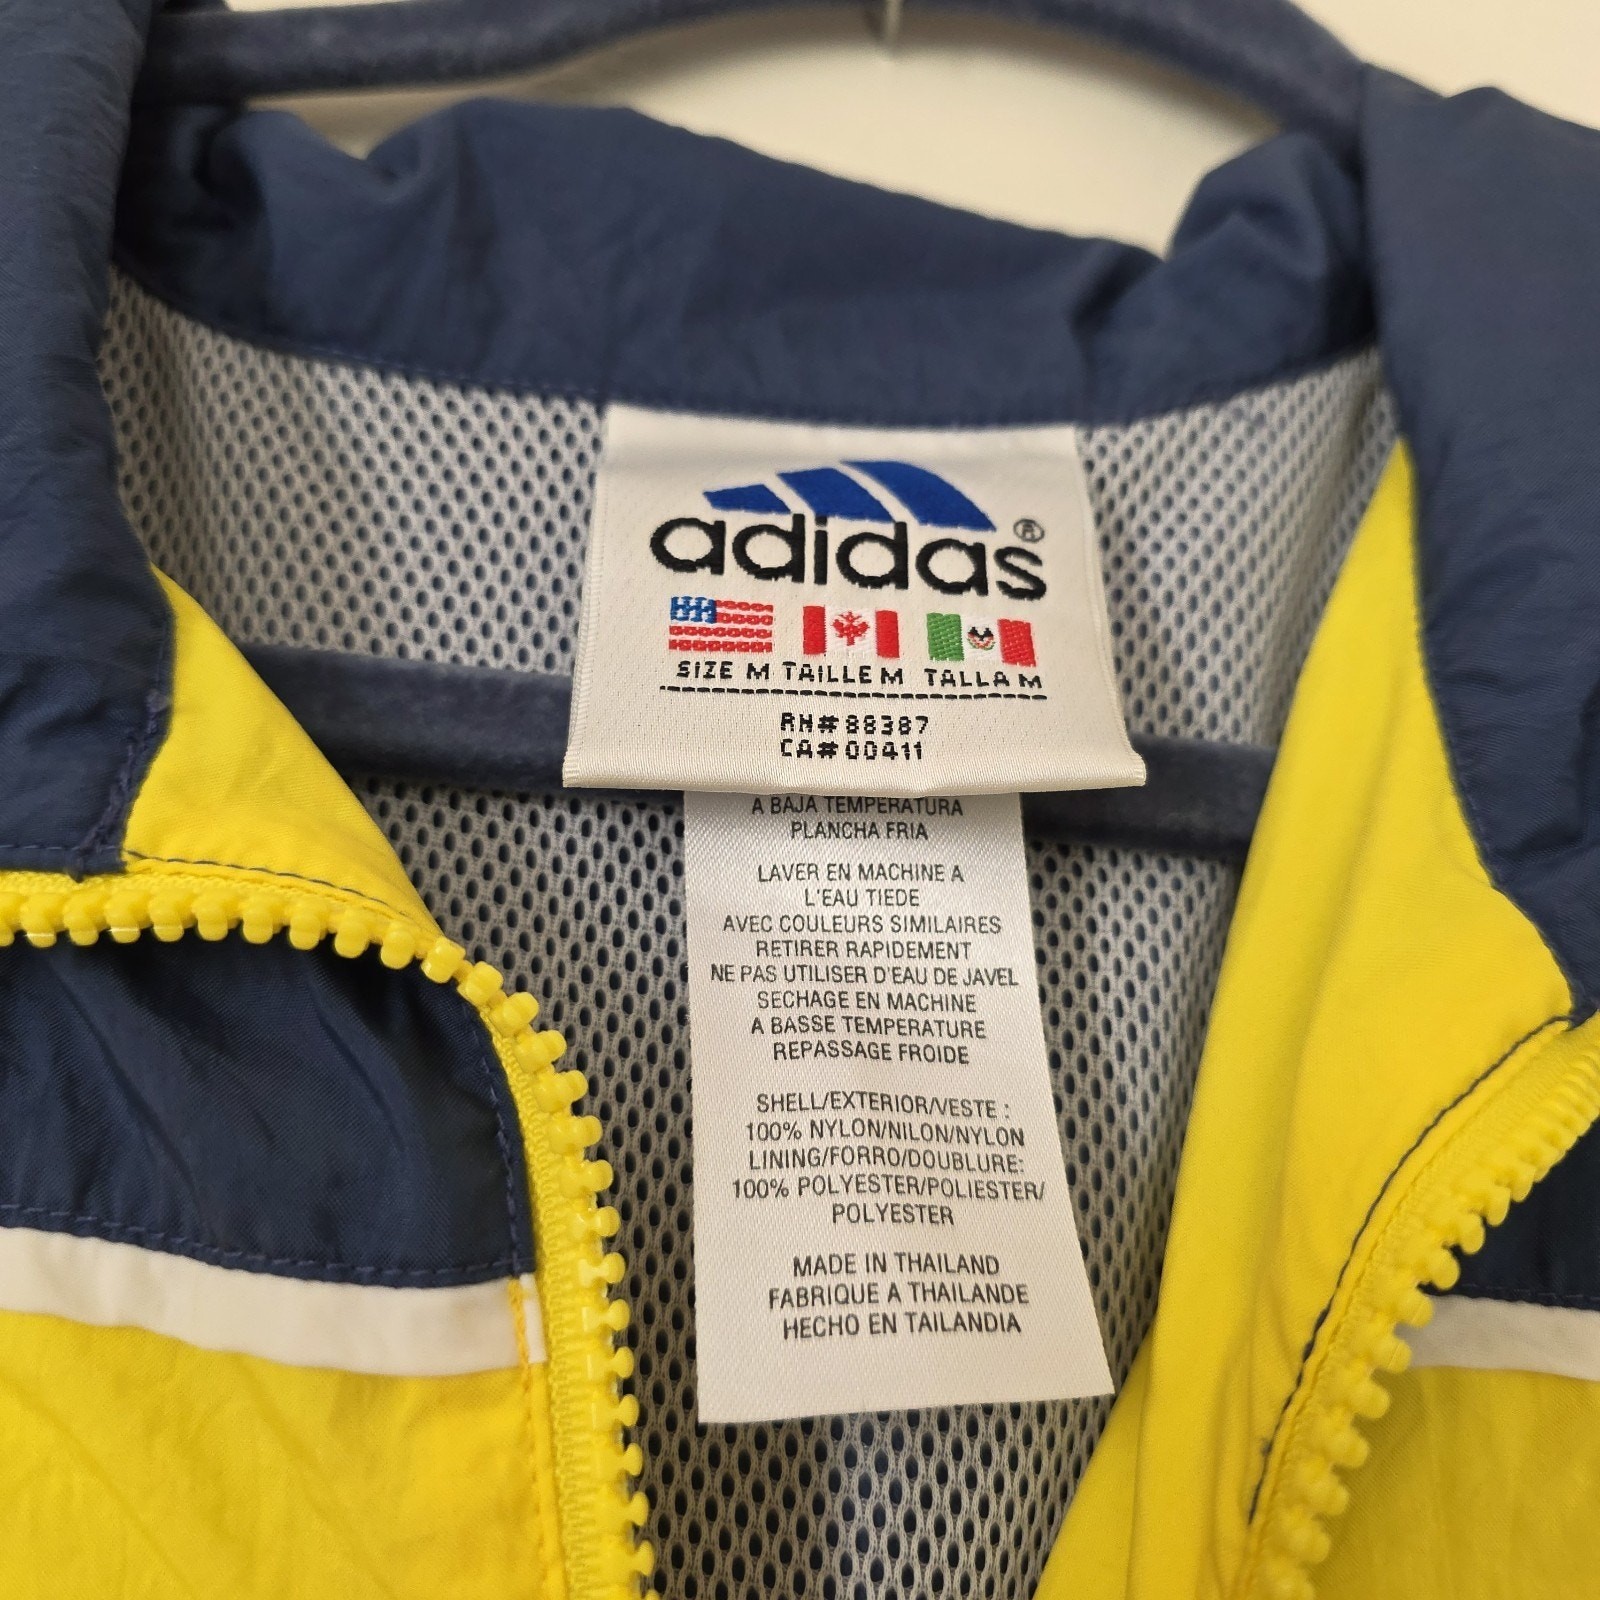 adidas®
SIZE M TAILLE M TALLA M
RN# 88387
CA# 00411
A BAJA TEMPERATURA
PLANCHA FRIA
LAVER EN MACHINE A
L'EAU TIEDE
AVEC COULEURS SIMILAIRES
RETIRER RAPIDEMENT
NE PAS UTILISER D'EAU DE JAVEL
SECHAGE EN MACHINE
A BASSE TEMPERATURE
REPASSAGE FROIDE
SHELL/EXTERIOR/VESTE :
100% NYLON/NILON/NYLON
LINING/FORRO/DOUBLURE:
100% POLYESTER/POLIESTER/
POLYESTER
MADE IN THAILAND
FABRIQUE A THAILANDE
HECHO EN TAILANDIA